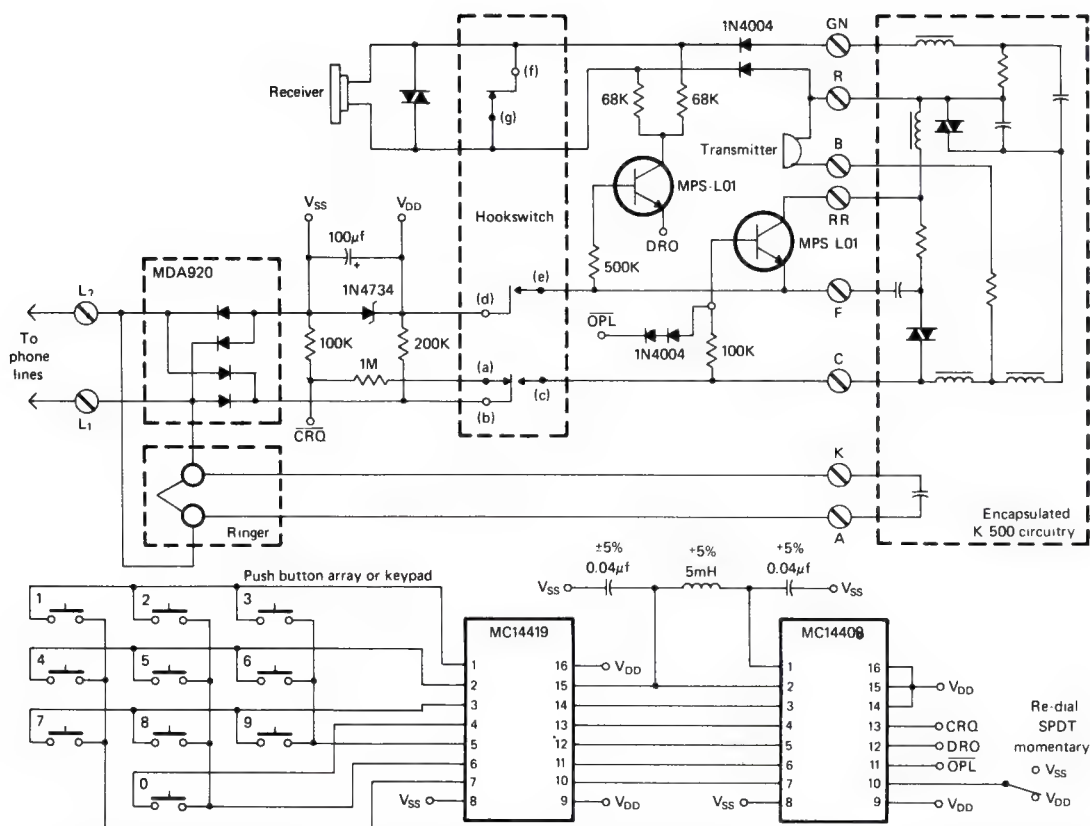 1N4004
GN
Receiver
(f)
(g)
68K
68K
R
Transmitter
B
MPS-L01
RR
MPS L01
DRO
VSS
VDD
Hookswitch
100µf
+
MDA920
1N4734
500K
(e)
(d)
F
L2
OPL
1N4004
100K
To
phone
lines
100K
1M
200K
(a)
(c)
C
(b)
L1
CRQ
K
A
Ringer
Encapsulated
K 500 circuitry
±5%
0.04µf
+5%
5mH
+5%
0.04µf
VSS
VSS
Push button array or keypad
1
2
3
4
5
6
7
8
9
0
MC14419
1
2
3
4
5
6
7
8
16
15
14
13
12
11
10
9
VDD
VSS
VDD
MC14408
1
2
3
4
5
6
7
8
16
15
14
13
12
11
10
9
VDD
CRQ
DRO
OPL
VSS
VDD
Re-dial
SPDT
momentary
VSS
VDD